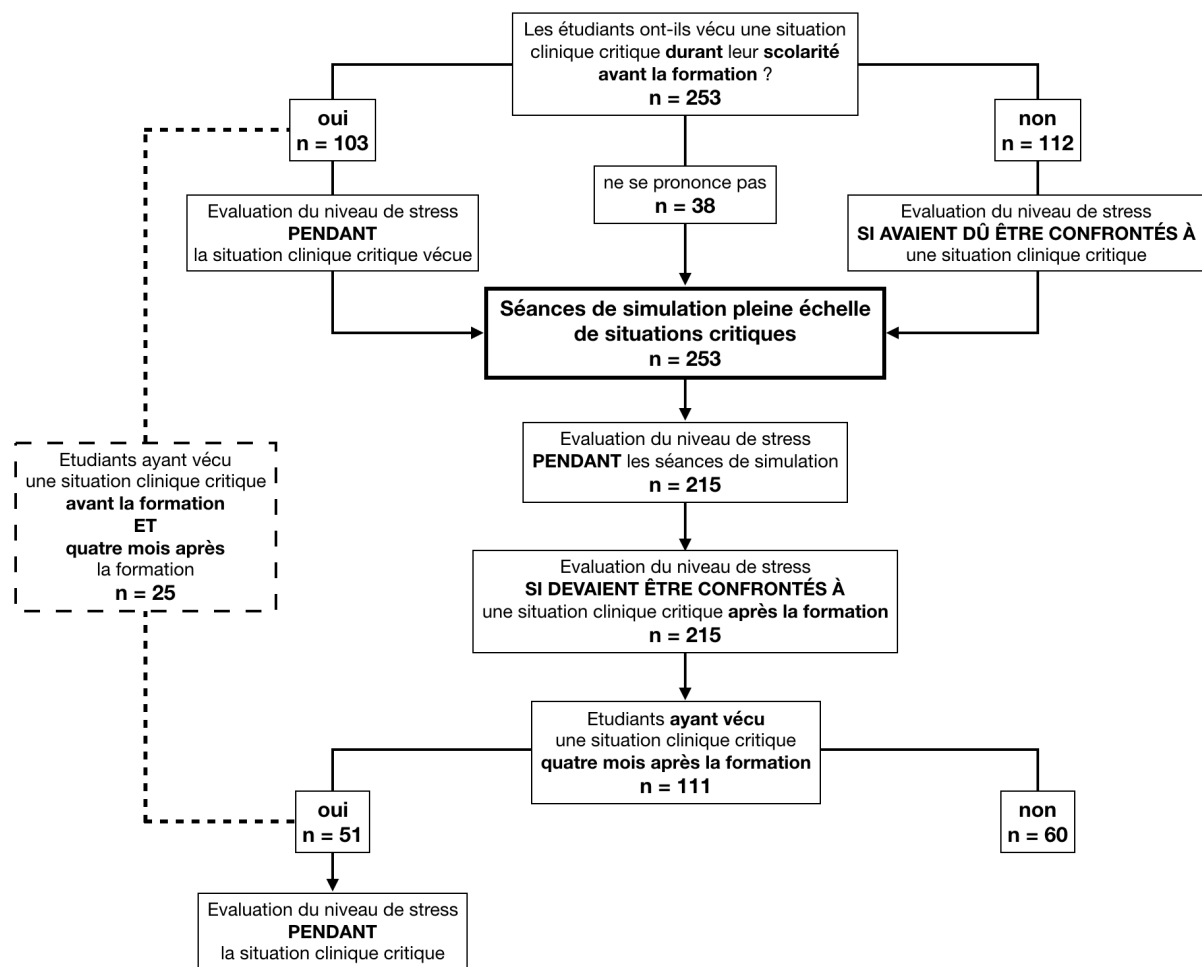 Les étudiants ont-ils vécu une situation
clinique critique durant leur scolarité
avant la formation ?
n = 253
oui
n = 103
non
n = 112
ne se prononce pas
n = 38
Evaluation du niveau de stress
PENDANT
la situation clinique critique vécue
Evaluation du niveau de stress
SI AVAIENT DÛ ÊTRE CONFRONTÉS À
une situation clinique critique
Séances de simulation pleine échelle
de situations critiques
n = 253
Evaluation du niveau de stress
PENDANT les séances de simulation
n = 215
Etudiants ayant vécu
une situation clinique critique
avant la formation
ET
quatre mois après
la formation
n = 25
Evaluation du niveau de stress
SI DEVAIENT ÊTRE CONFRONTÉS À
une situation clinique critique après la formation
n = 215
Etudiants ayant vécu
une situation clinique critique
quatre mois après la formation
n = 111
oui
n = 51
non
n = 60
Evaluation du niveau de stress
PENDANT
la situation clinique critique